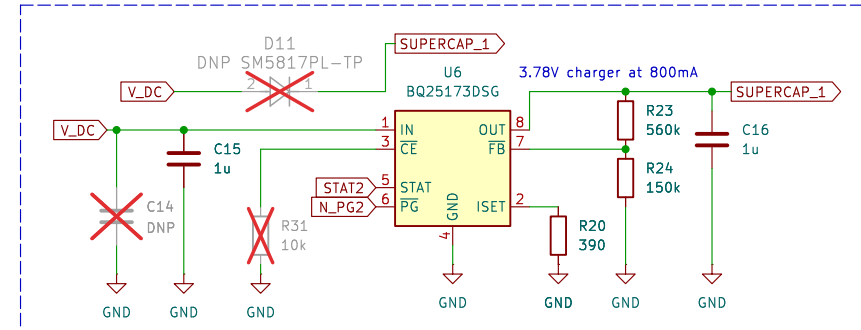 D11
DNP SM5817PL-TP
SUPERCAP_1
V_DC
2
1
U6
BQ25173DSG
3.78V charger at 800mA
SUPERCAP_1
V_DC
1
IN
OUT
8
3
CE
FB
7
C15
1u
R23
560k
C16
1u
R24
150k
STAT2
5
STAT
N_PG2
6
PG
GND
4
ISET
2
C14
DNP
R31
10k
R20
390
GND
GND
GND
GND
GND
GND
GND